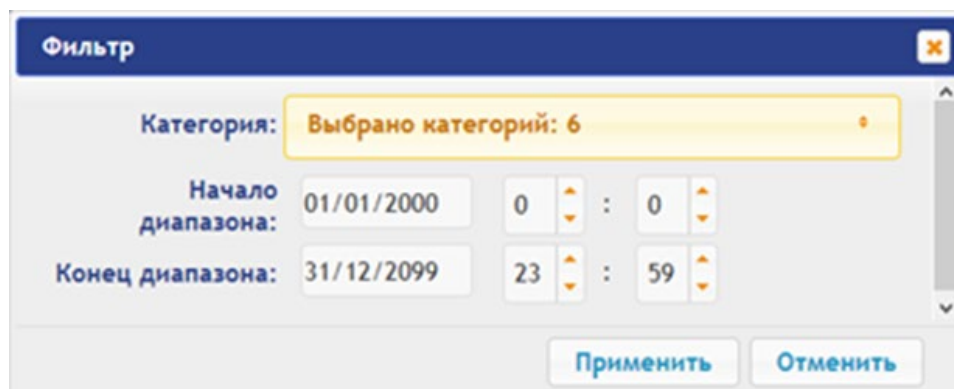 Фильтр
Категория: Выбрано категорий: 6
Начало
диапазона: 01/01/2000 0 : 0
Конец диапазона: 31/12/2099 23 : 59
Применить Отменить